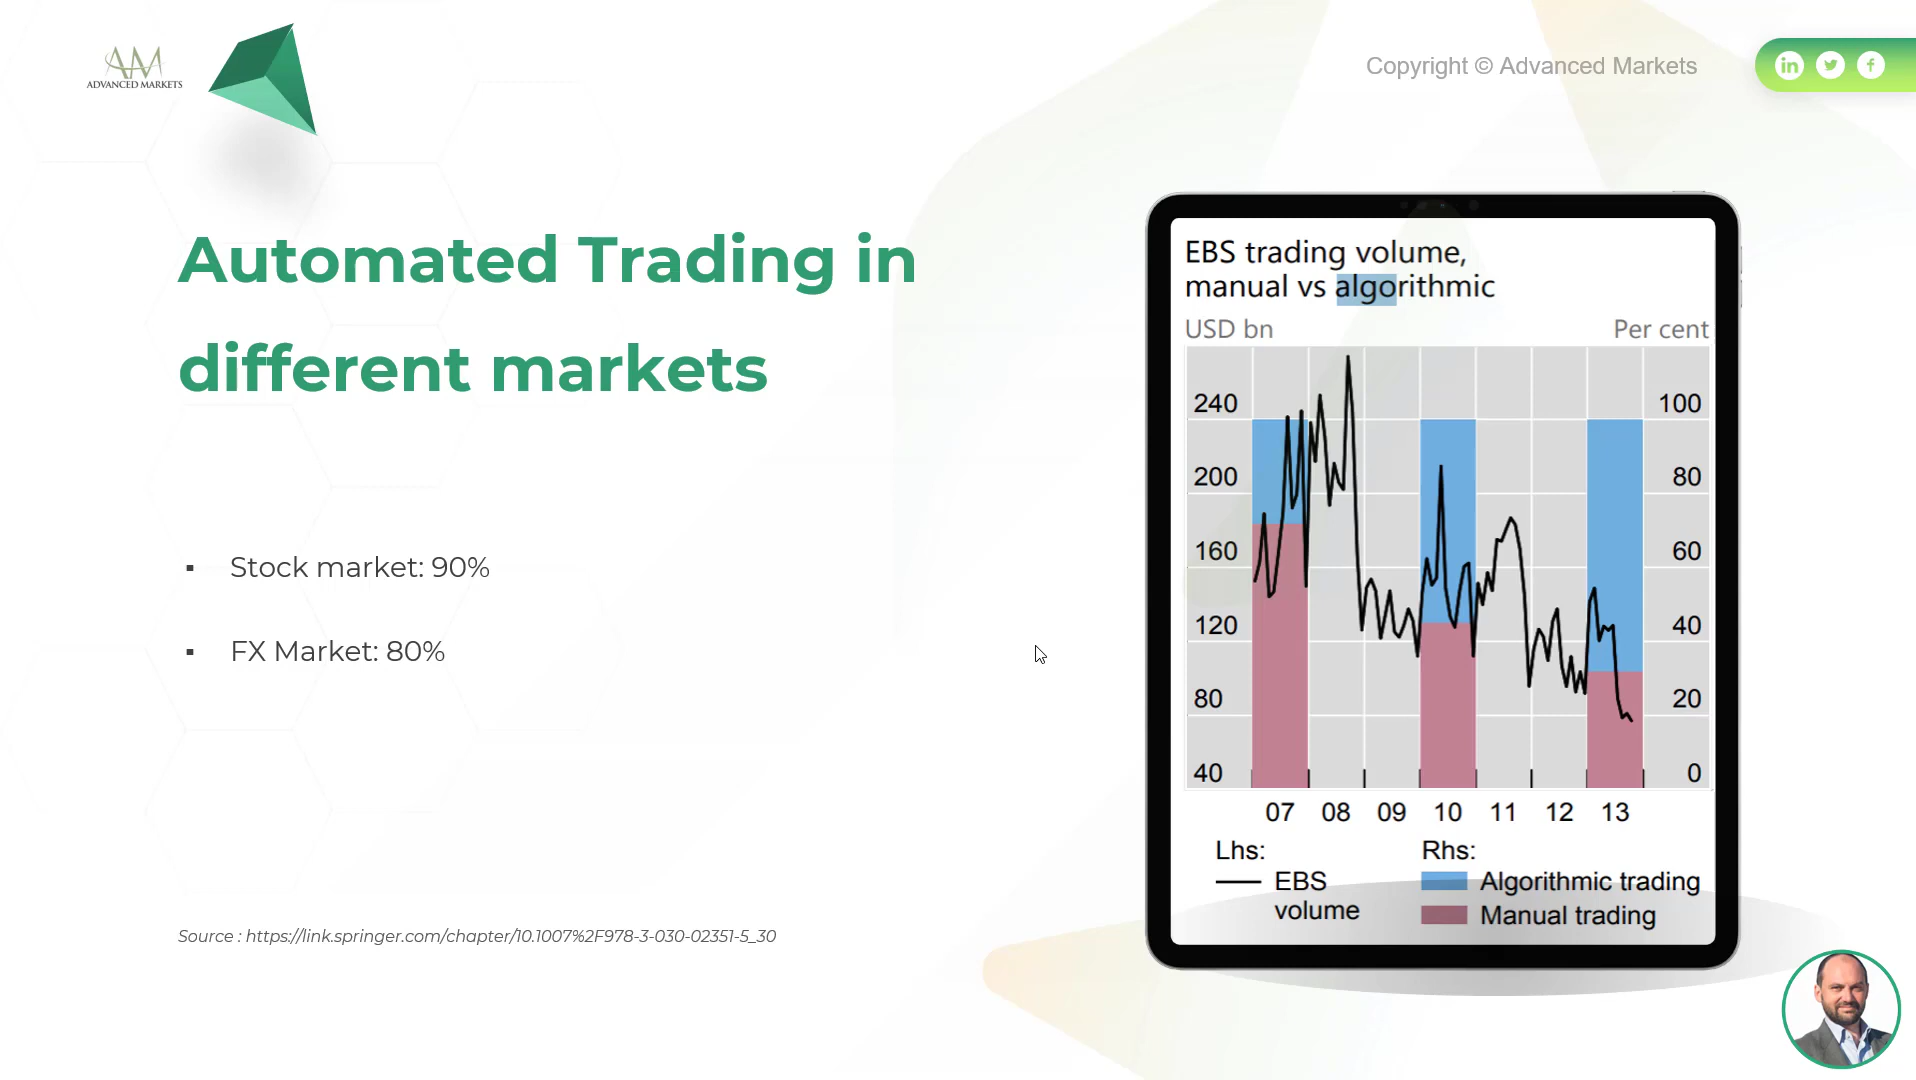 AM
ADVANCED MARKETS
Copyright © Advanced Markets
in
f
Automated Trading in
different markets
▪ Stock market: 90%
▪ FX Market: 80%
Source : https://link.springer.com/chapter/10.1007%2F978-3-030-02351-5_30
EBS trading volume,
manual vs algorithmic
USD bn Per cent
240 100
200 80
160 60
120 40
80 20
40 0
07 08 09 10 11 12 13
Lhs: Rhs:
EBS Algorithmic trading
volume Manual trading